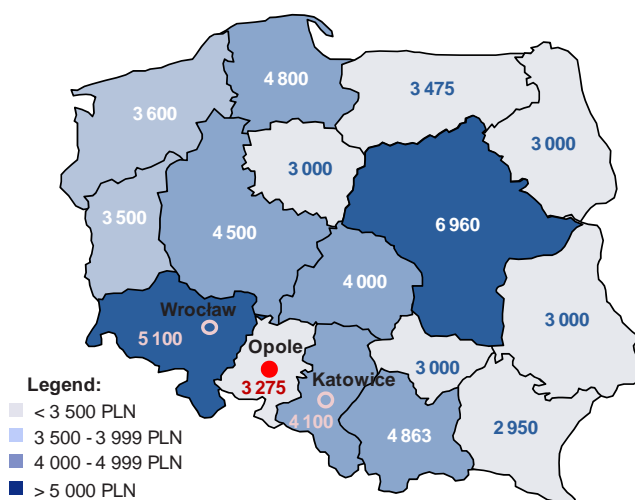 4 800
3 475
3 600
3 000
3 000
3 500
4 500
6 960
4 000
3 000
Wrocław
5 100
Opole
3 275
3 000
Katowice
4 100
4 863
2 950
Legend:
< 3 500 PLN
3 500 - 3 999 PLN
4 000 - 4 999 PLN
> 5 000 PLN